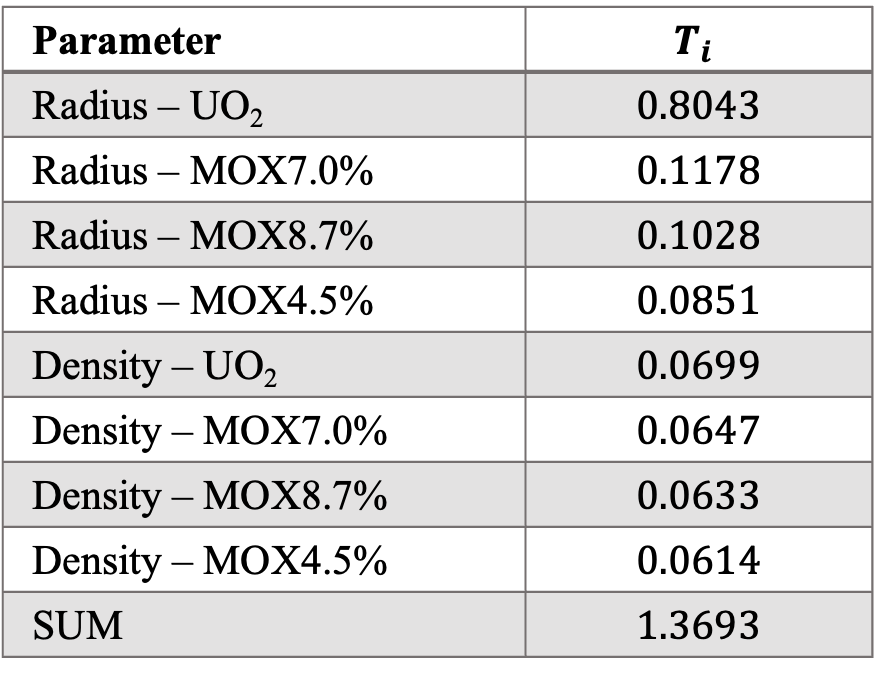 Parameter T_i
Radius – UO₂ 0.8043
Radius – MOX7.0% 0.1178
Radius – MOX8.7% 0.1028
Radius – MOX4.5% 0.0851
Density – UO₂ 0.0699
Density – MOX7.0% 0.0647
Density – MOX8.7% 0.0633
Density – MOX4.5% 0.0614
SUM 1.3693